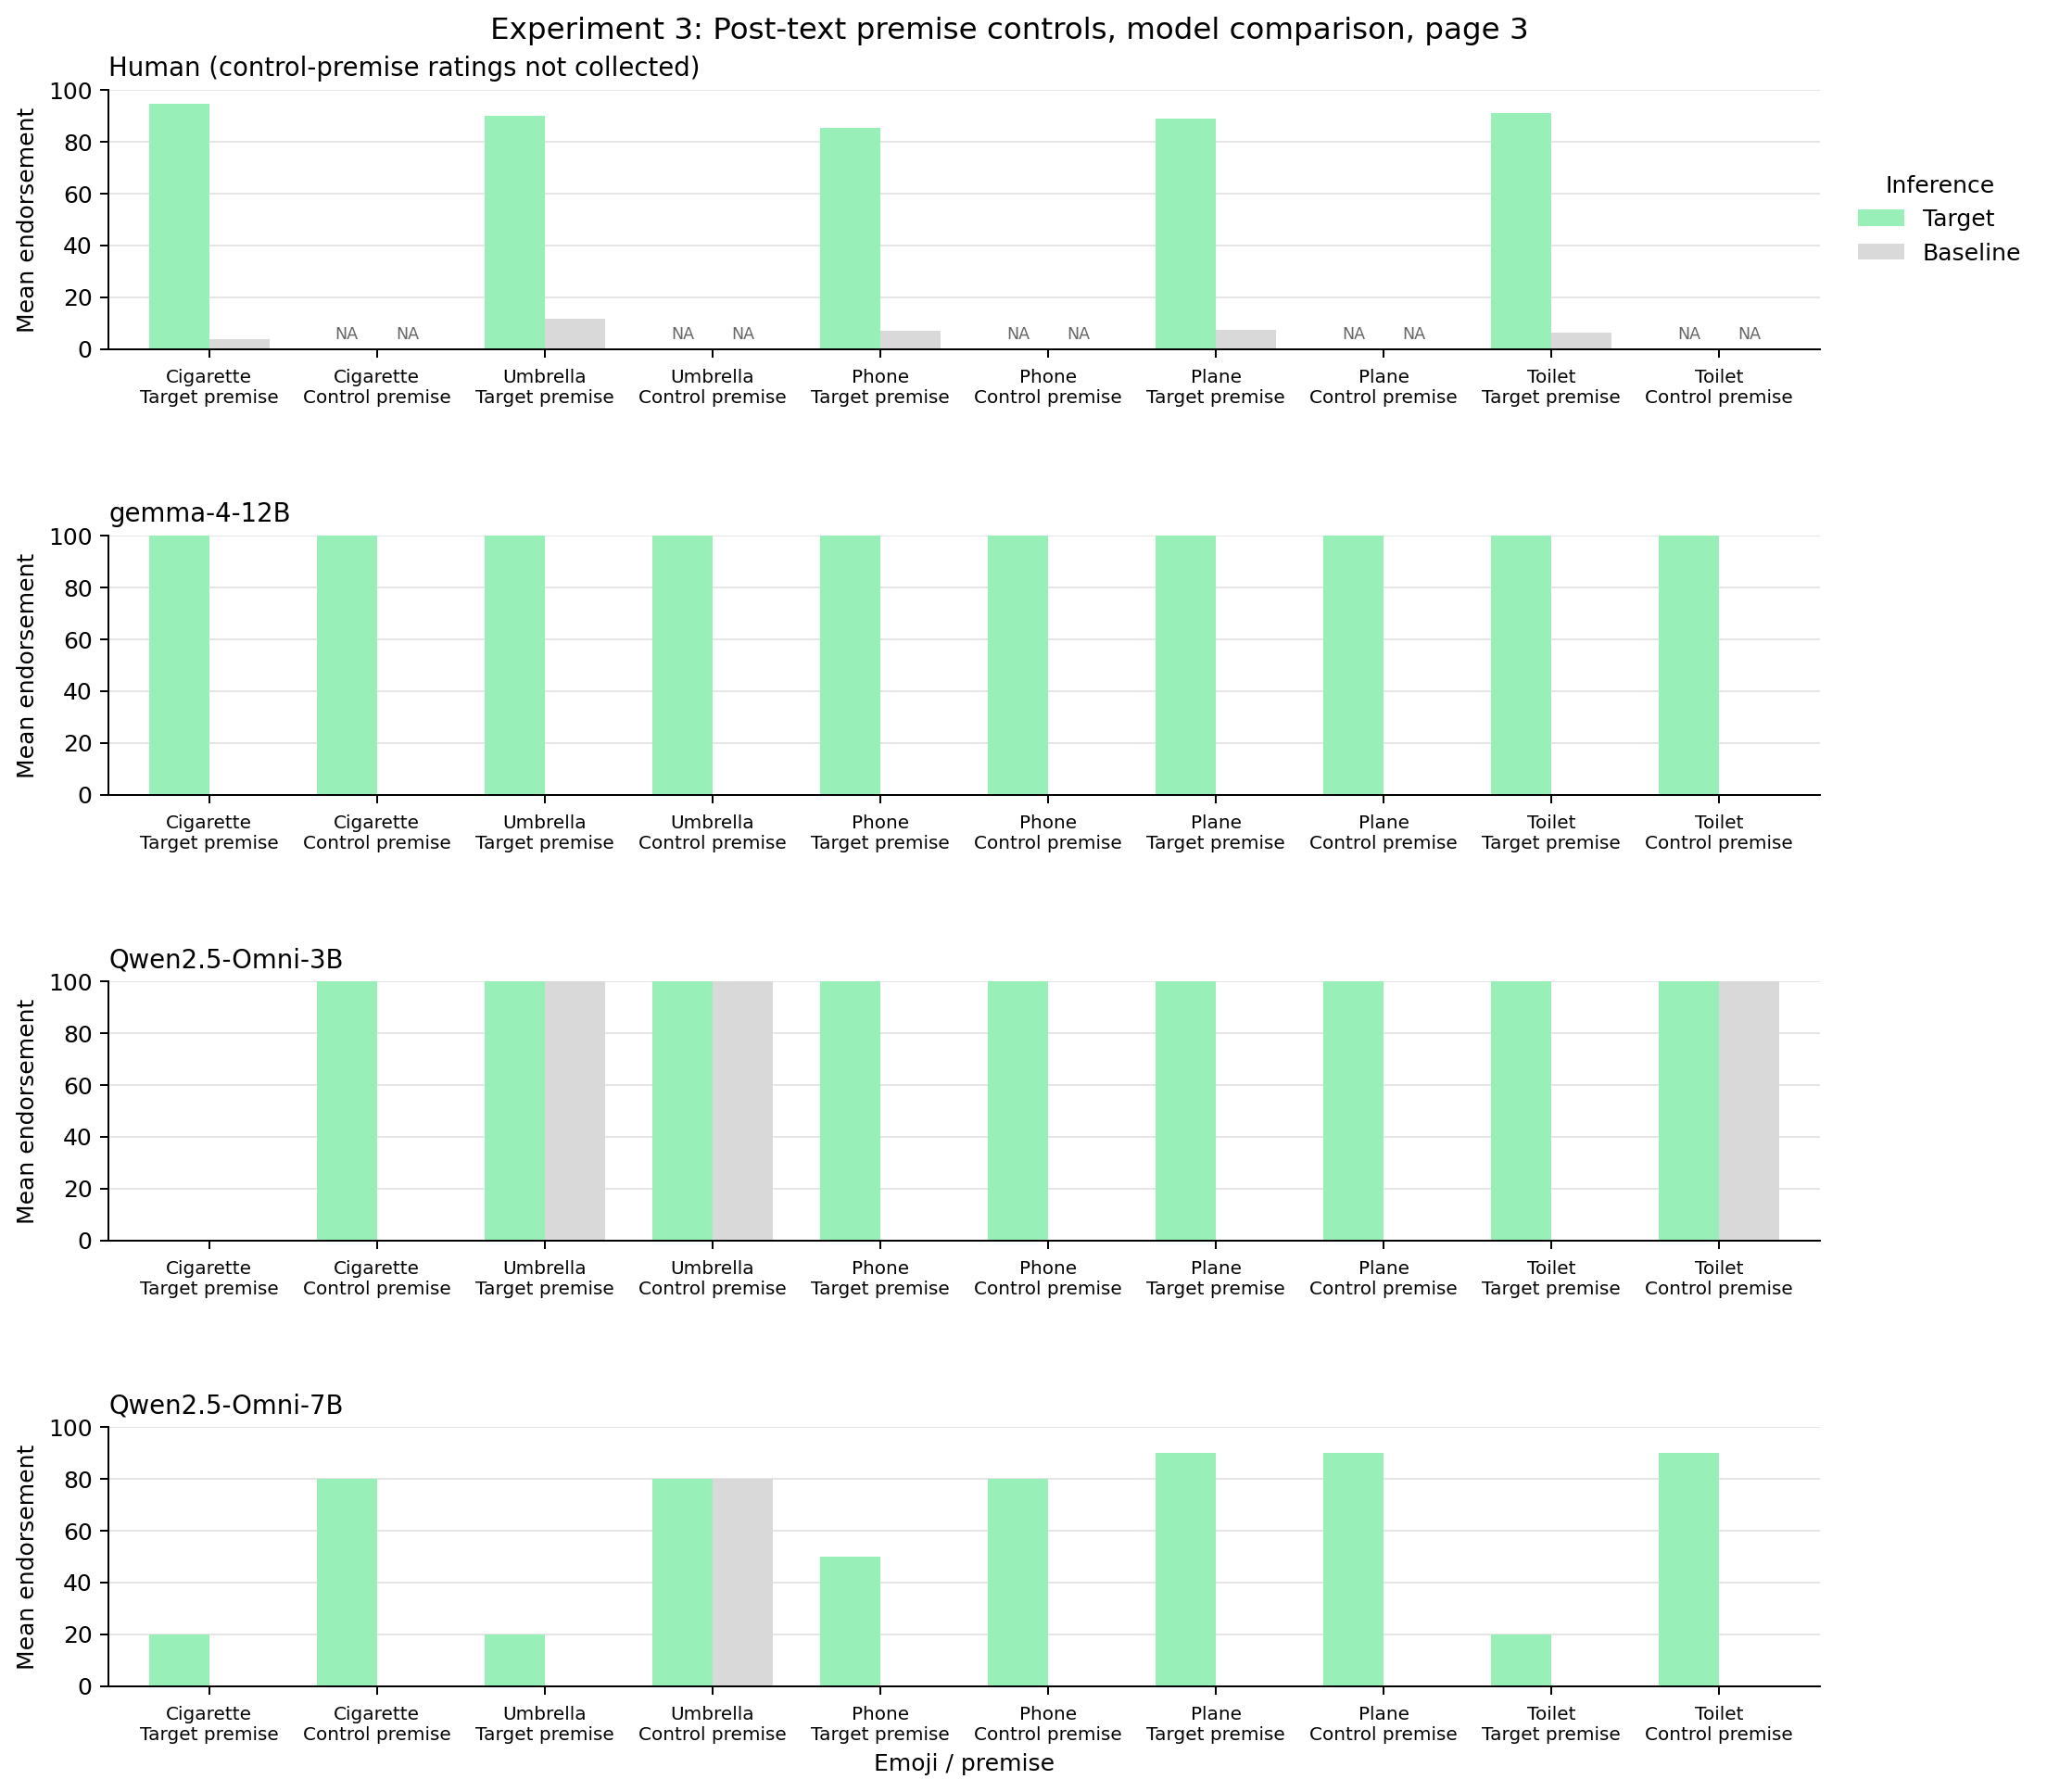 Experiment 3: Post-text premise controls, model comparison, page 3
Human (control-premise ratings not collected)
Mean endorsement
100
80
60
40
20
0
NA NA NA NA NA NA NA NA NA NA
Cigarette Cigarette Umbrella Umbrella Phone Phone Plane Plane Toilet Toilet
Target premise Control premise Target premise Control premise Target premise Control premise Target premise Control premise Target premise Control premise
Inference
Target
Baseline
gemma-4-12B
Mean endorsement
100
80
60
40
20
0
Cigarette Cigarette Umbrella Umbrella Phone Phone Plane Plane Toilet Toilet
Target premise Control premise Target premise Control premise Target premise Control premise Target premise Control premise Target premise Control premise
Qwen2.5-Omni-3B
Mean endorsement
100
80
60
40
20
0
Cigarette Cigarette Umbrella Umbrella Phone Phone Plane Plane Toilet Toilet
Target premise Control premise Target premise Control premise Target premise Control premise Target premise Control premise Target premise Control premise
Qwen2.5-Omni-7B
Mean endorsement
100
80
60
40
20
0
Cigarette Cigarette Umbrella Umbrella Phone Phone Plane Plane Toilet Toilet
Target premise Control premise Target premise Control premise Target premise Control premise Target premise Control premise Target premise Control premise
Emoji / premise